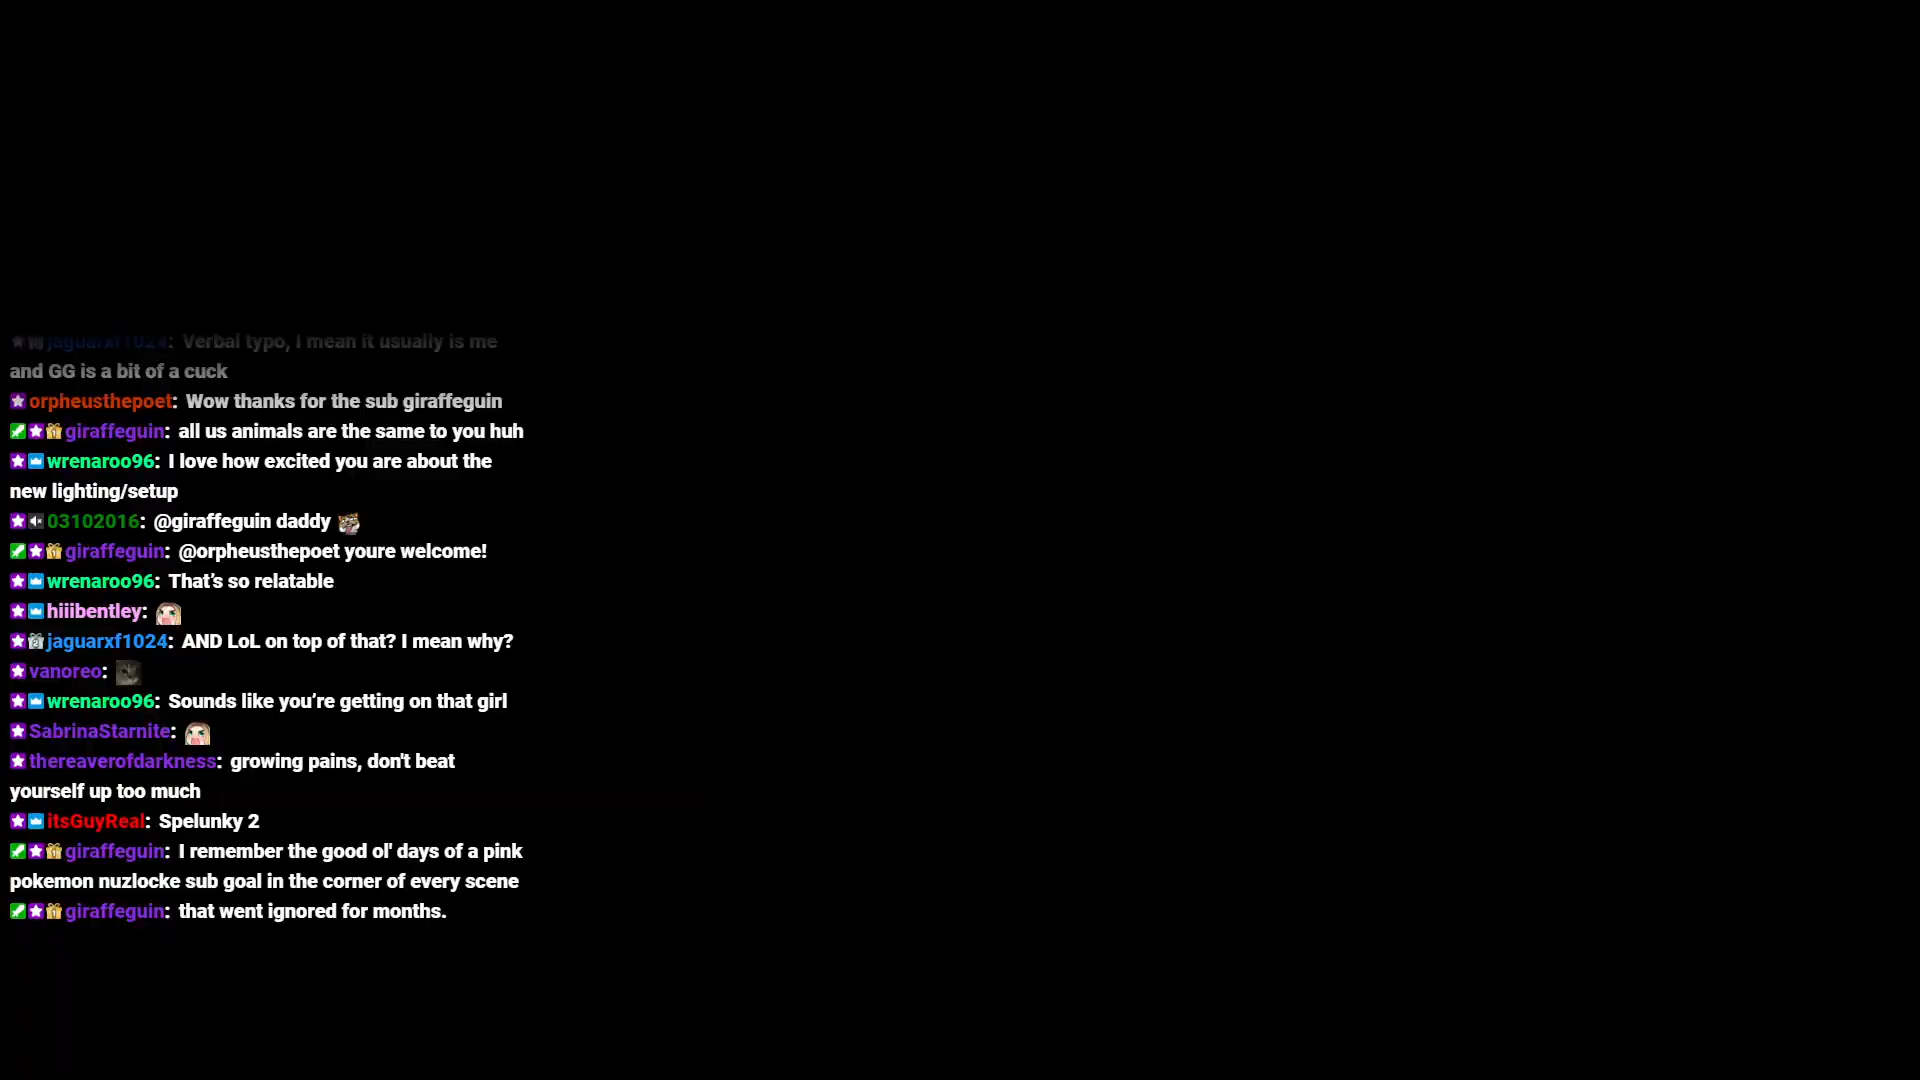 jaguarxf1024: Verbal typo, I mean it usually is me
and GG is a bit of a cuck
orpheusthepoet: Wow thanks for the sub giraffeguin
giraffeguin: all us animals are the same to you huh
wrenaroo96: I love how excited you are about the
new lighting/setup
03102016: @giraffeguin daddy
giraffeguin: @orpheusthepoet youre welcome!
wrenaroo96: That’s so relatable
hiiibentley:
jaguarxf1024: AND LoL on top of that? I mean why?
vanoreo:
wrenaroo96: Sounds like you’re getting on that girl
SabrinaStarnite:
thereaverofdarkness: growing pains, don't beat
yourself up too much
itsGuyReal: Spelunky 2
giraffeguin: I remember the good ol' days of a pink
pokemon nuzlocke sub goal in the corner of every scene
giraffeguin: that went ignored for months.